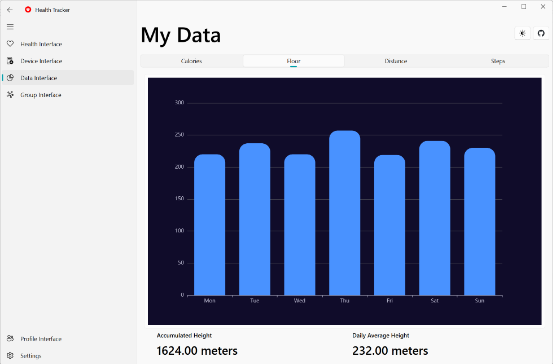 Health Tracker
My Data
Health Interface
Device Interface
Data Interface
Group Interface
Calories Floor Distance Steps
300
250
200
150
100
50
0
Mon Tue Wed Thu Fri Sat Sun
Accumulated Height Daily Average Height
1624.00 meters 232.00 meters
Profile Interface
Settings